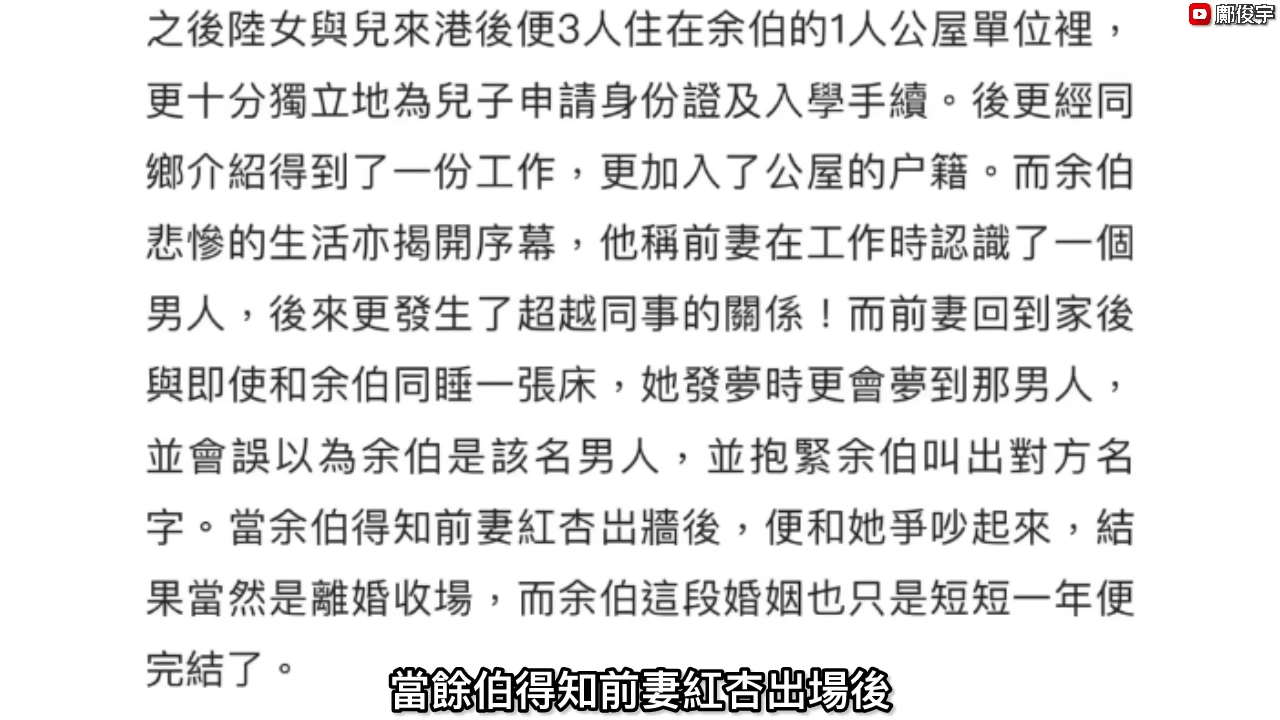 鄺俊宇
之後陸女與兒來港後便3人住在余伯的1人公屋單位裡，
更十分獨立地為兒子申請身份證及入學手續。後更經同
鄉介紹得到了一份工作，更加入了公屋的户籍。而余伯
悲慘的生活亦揭開序幕，他稱前妻在工作時認識了一個
男人，後來更發生了超越同事的關係！而前妻回到家後
與即使和余伯同睡一張床，她發夢時更會夢到那男人，
並會誤以為余伯是該名男人，並抱緊余伯叫出對方名
字。當余伯得知前妻紅杏出牆後，便和她爭吵起來，結
果當然是離婚收場，而余伯這段婚姻也只是短短一年便
完結了。
當餘伯得知前妻紅杏出場後